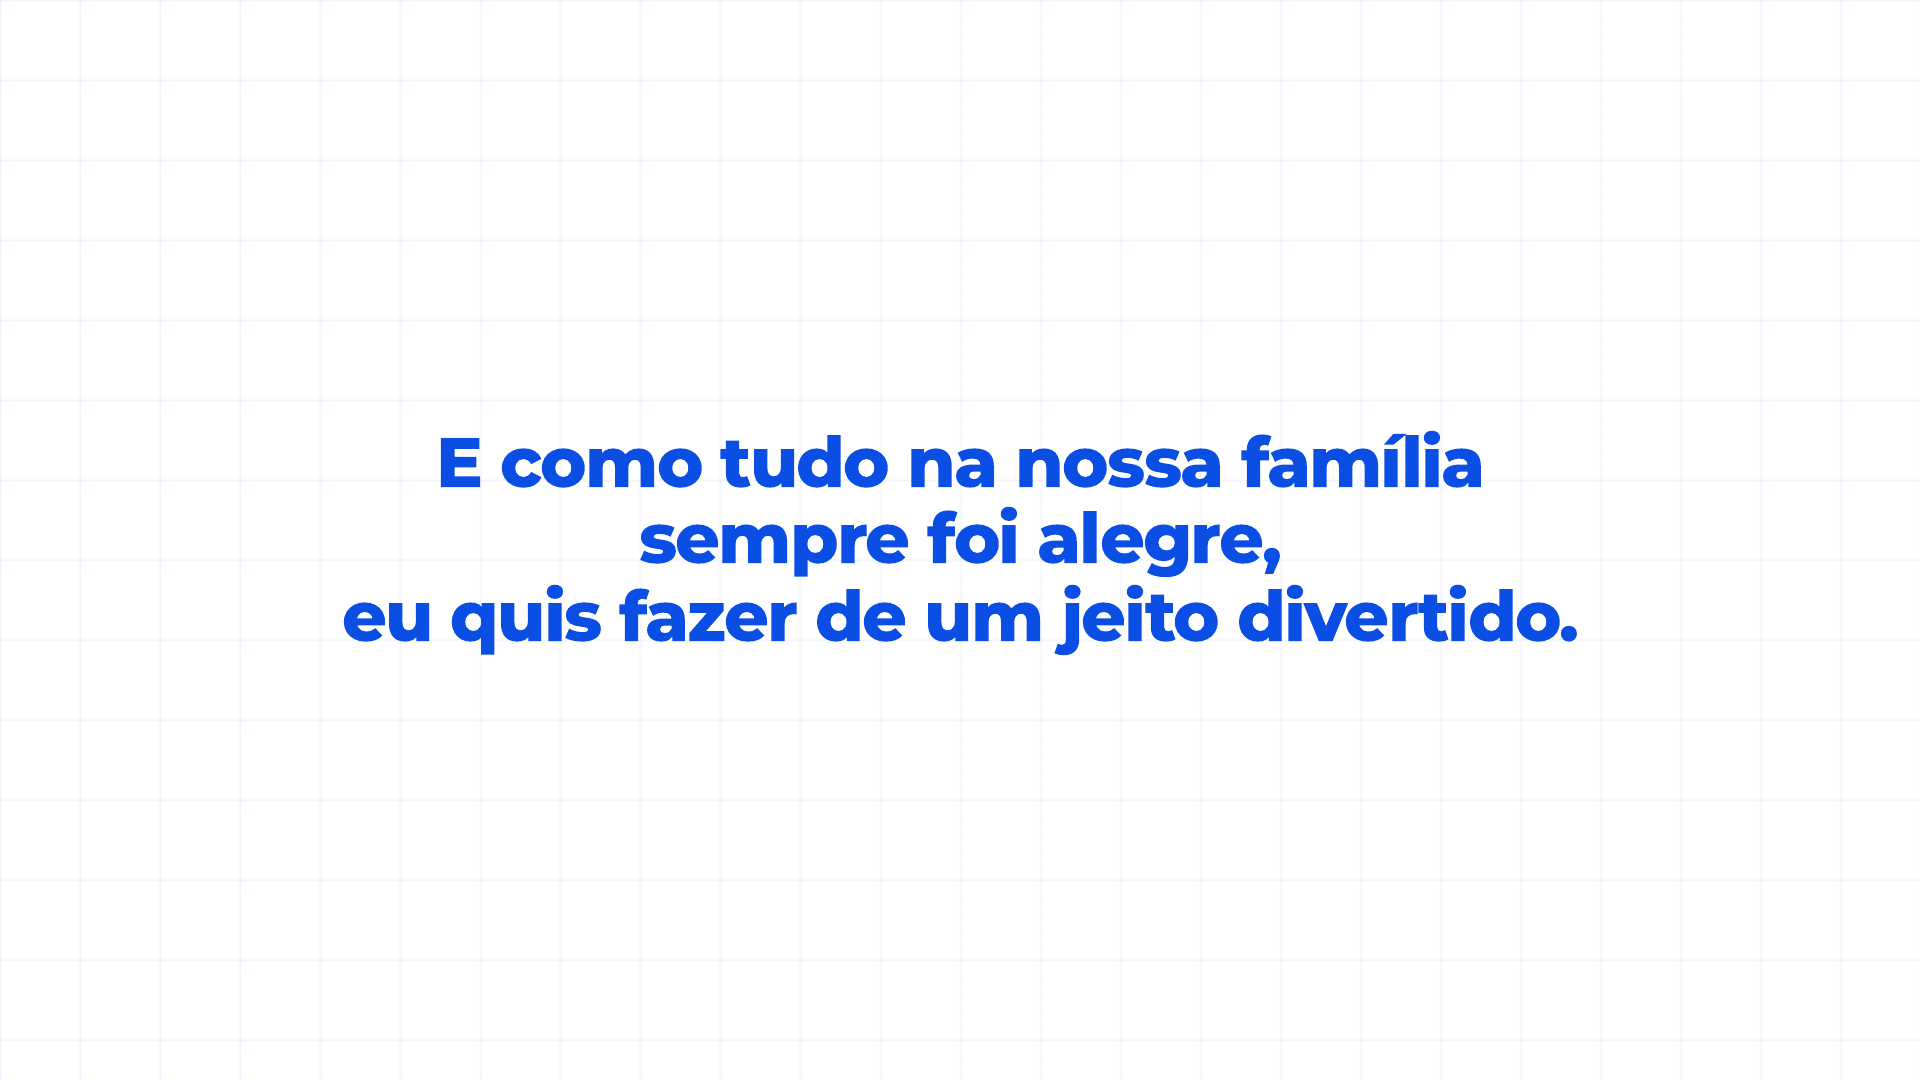 E como tudo na nossa família
sempre foi alegre,
eu quis fazer de um jeito divertido.